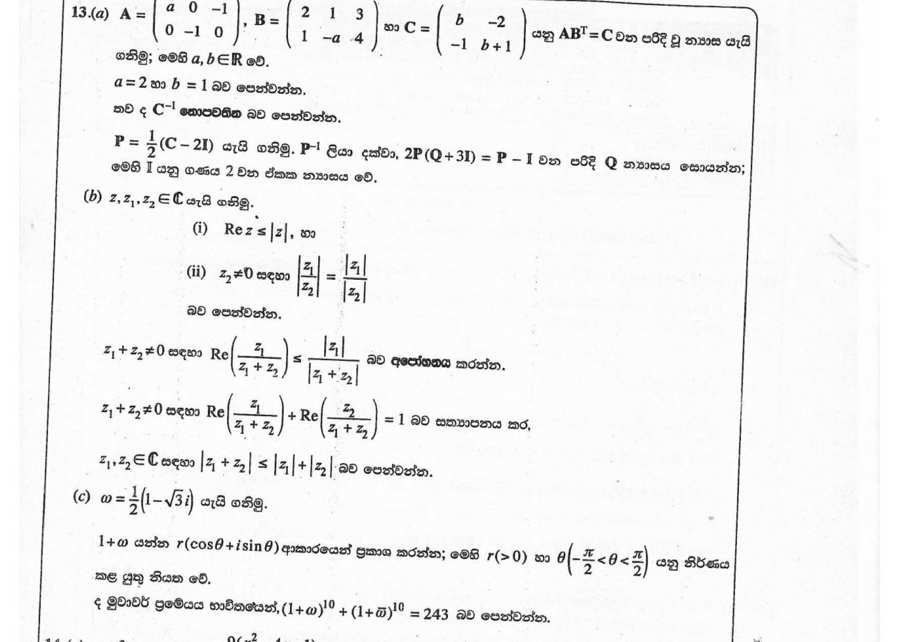 13.(a) A = (a 0 −1 / 0 −1 0), B = (2 1 3 / 1 −a 4) හා C = (b −2 / −1 b+1) යනු ABᵀ = C වන පරිදි වූ න්‍යාස යැයි
ගනිමු; මෙහි a, b ∈ ℝ වේ.
a = 2 හා b = 1 බව පෙන්වන්න.
තව ද C⁻¹ නොපවතින බව පෙන්වන්න.
P = ½(C − 2I) යැයි ගනිමු. P⁻¹ ලියා දක්වා, 2P(Q + 3I) = P − I වන පරිදි Q න්‍යාසය සොයන්න;
මෙහි I යනු ගණය 2 වන ඒකක න්‍යාසය වේ.
(b) z, z₁, z₂ ∈ ℂ යැයි ගනිමු.
(i) Re z ≤ |z|, හා
(ii) z₂ ≠ 0 සඳහා |z₁/z₂| = |z₁|/|z₂|
බව පෙන්වන්න.
z₁ + z₂ ≠ 0 සඳහා Re(z₁/(z₁ + z₂)) ≤ |z₁|/|z₁ + z₂| බව අපෝහනය කරන්න.
z₁ + z₂ ≠ 0 සඳහා Re(z₁/(z₁ + z₂)) + Re(z₂/(z₁ + z₂)) = 1 බව සත්‍යාපනය කර,
z₁, z₂ ∈ ℂ සඳහා |z₁ + z₂| ≤ |z₁| + |z₂| බව පෙන්වන්න.
(c) ω = ½(1 − √3 i) යැයි ගනිමු.
1 + ω යන්න r(cosθ + i sinθ) ආකාරයෙන් ප්‍රකාශ කරන්න; මෙහි r(> 0) හා θ(−π/2 < θ < π/2) යනු නිර්ණය
කළ යුතු නියත වේ.
ද මුවාවර් ප්‍රමේයය භාවිතයෙන්, (1 + ω)¹⁰ + (1 + ω̄)¹⁰ = 243 බව පෙන්වන්න.